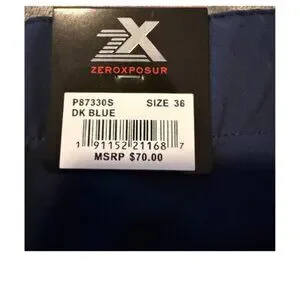 ZX
ZEROXPOSUR
P87330S SIZE 36
DK BLUE
1 91152 21168 7
MSRP $70.00